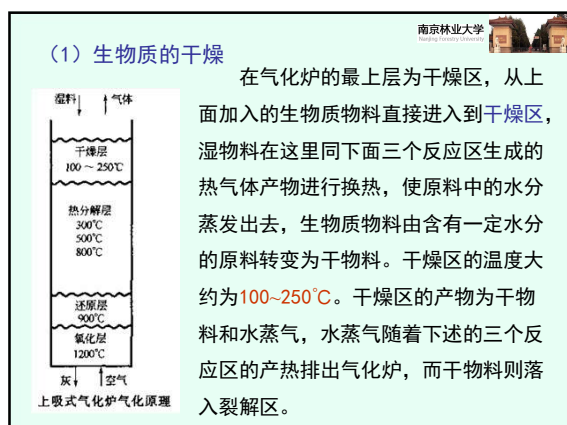 南京林业大学
Nanjing Forestry University
（1）生物质的干燥
在气化炉的最上层为干燥区，从上
面加入的生物质物料直接进入到干燥区，
湿物料在这里同下面三个反应区生成的
热气体产物进行换热，使原料中的水分
蒸发出去，生物质物料由含有一定水分
的原料转变为干物料。干燥区的温度大
约为100~250℃。干燥区的产物为干物
料和水蒸气，水蒸气随着下述的三个反
应区的产热排出气化炉，而干物料则落
入裂解区。
湿料 气体
干燥层
100～250℃
热分解层
300℃
500℃
800℃
还原层
900℃
氧化层
1200℃
灰 空气
上吸式气化炉气化原理